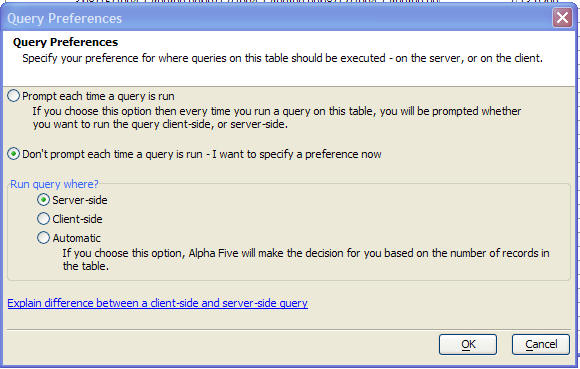 Query Preferences
Query Preferences
Specify your preference for where queries on this table should be executed - on the server, or on the client.
Prompt each time a query is run
If you choose this option then every time you run a query on this table, you will be prompted whether
you want to run the query client-side, or server-side.
Don't prompt each time a query is run - I want to specify a preference now
Run query where?
Server-side
Client-side
Automatic
If you choose this option, Alpha Five will make the decision for you based on the number of records in
the table.
Explain difference between a client-side and server-side query
OK
Cancel